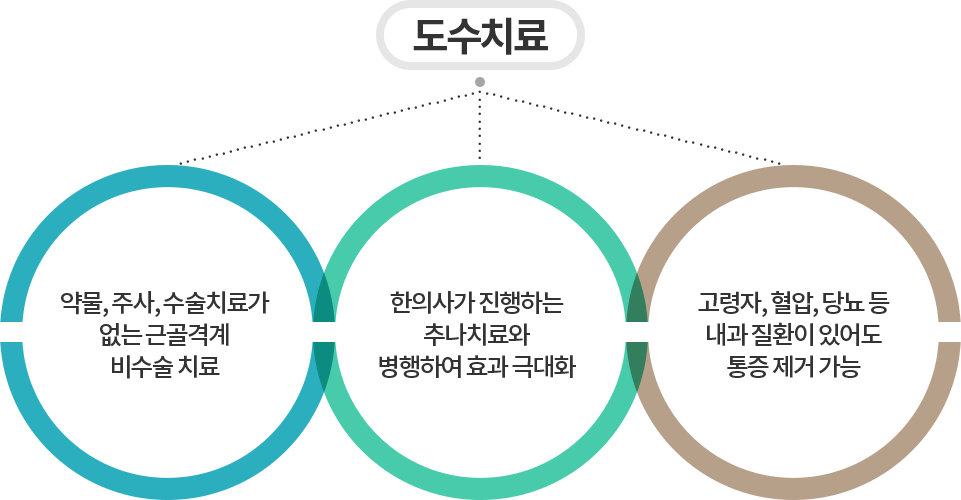 도수치료
약물, 주사, 수술치료가
없는 근골격계
비수술 치료
한의사가 진행하는
추나치료와
병행하여 효과 극대화
고령자, 혈압, 당뇨 등
내과 질환이 있어도
통증 제거 가능